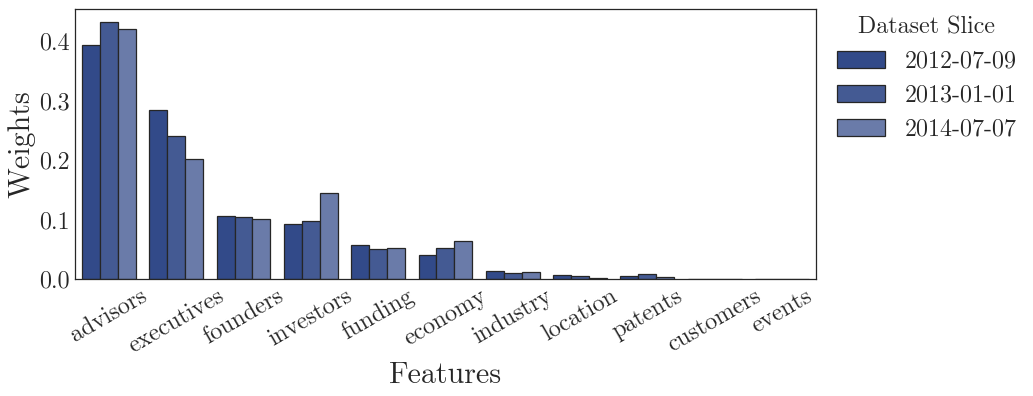 Weights
0.4
0.3
0.2
0.1
0.0
advisors
executives
founders
investors
funding
economy
industry
location
patents
customers
events
Features
Dataset Slice
2012-07-09
2013-01-01
2014-07-07